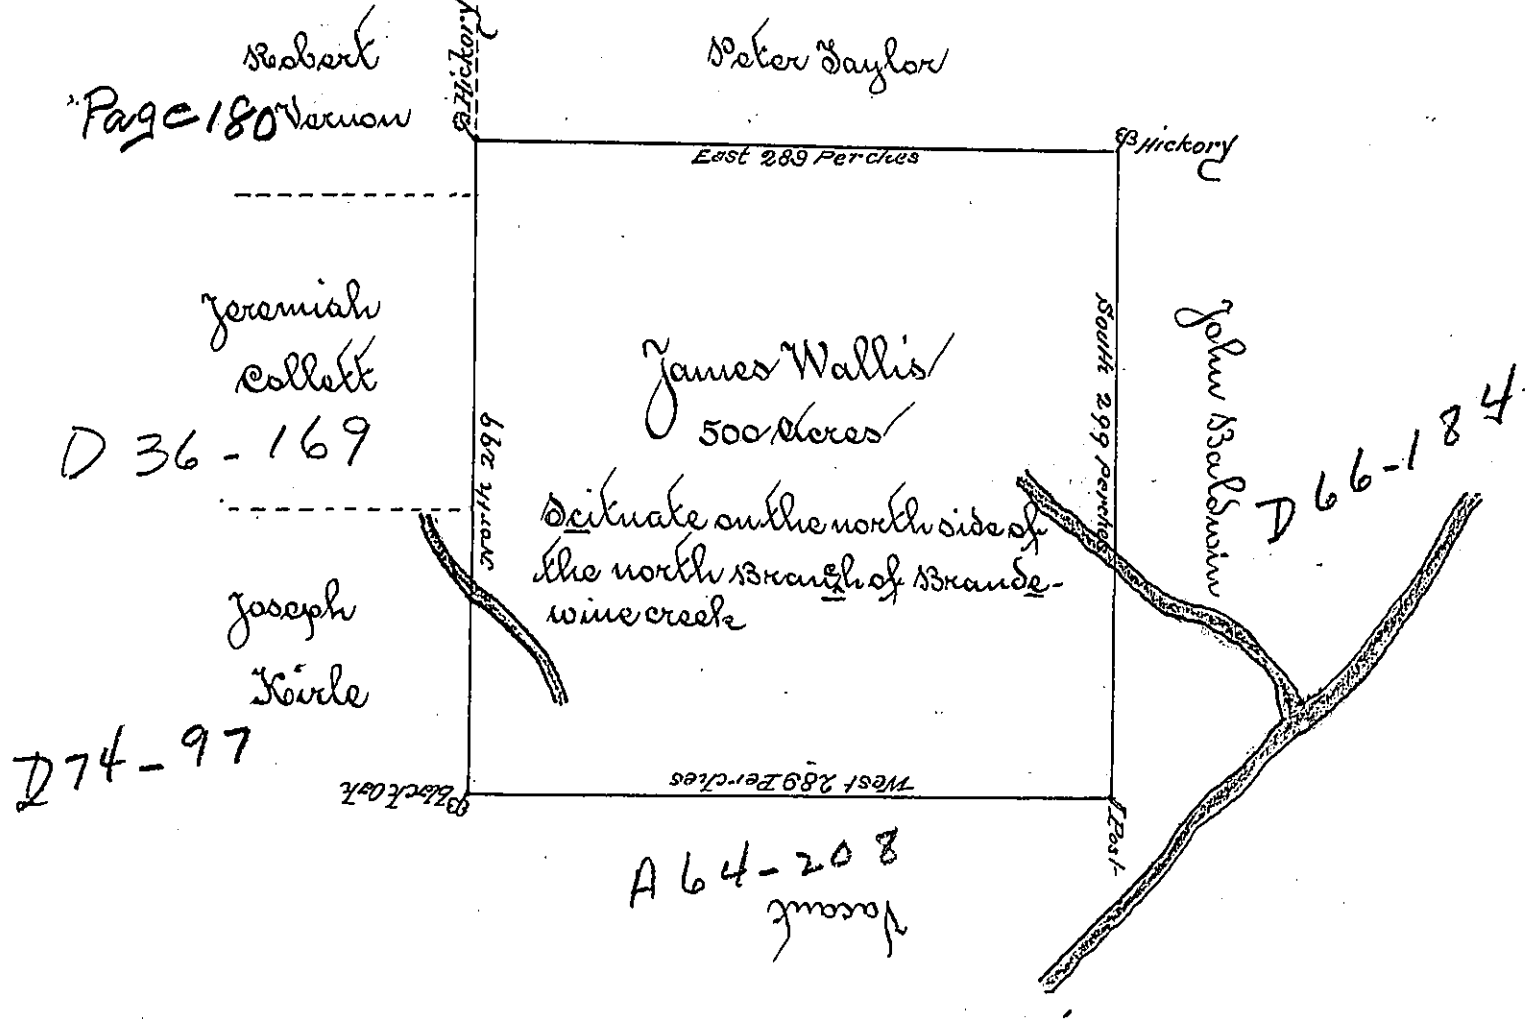 Robert
Vernon
Page 180
Hickory
Peter Taylor
Hickory
East 289 Perches
Jeremiah
Collett
D 36-169
North 299
James Wallis
500 Acres
Scituate on the north side of
the north Branch of Brande-
wine creek
South 299 Perches
John Baldwin
D 66-184
Joseph
Kirle
D74-97
Black Oak
West 289 Perches
Post
A 64-208
Vacant